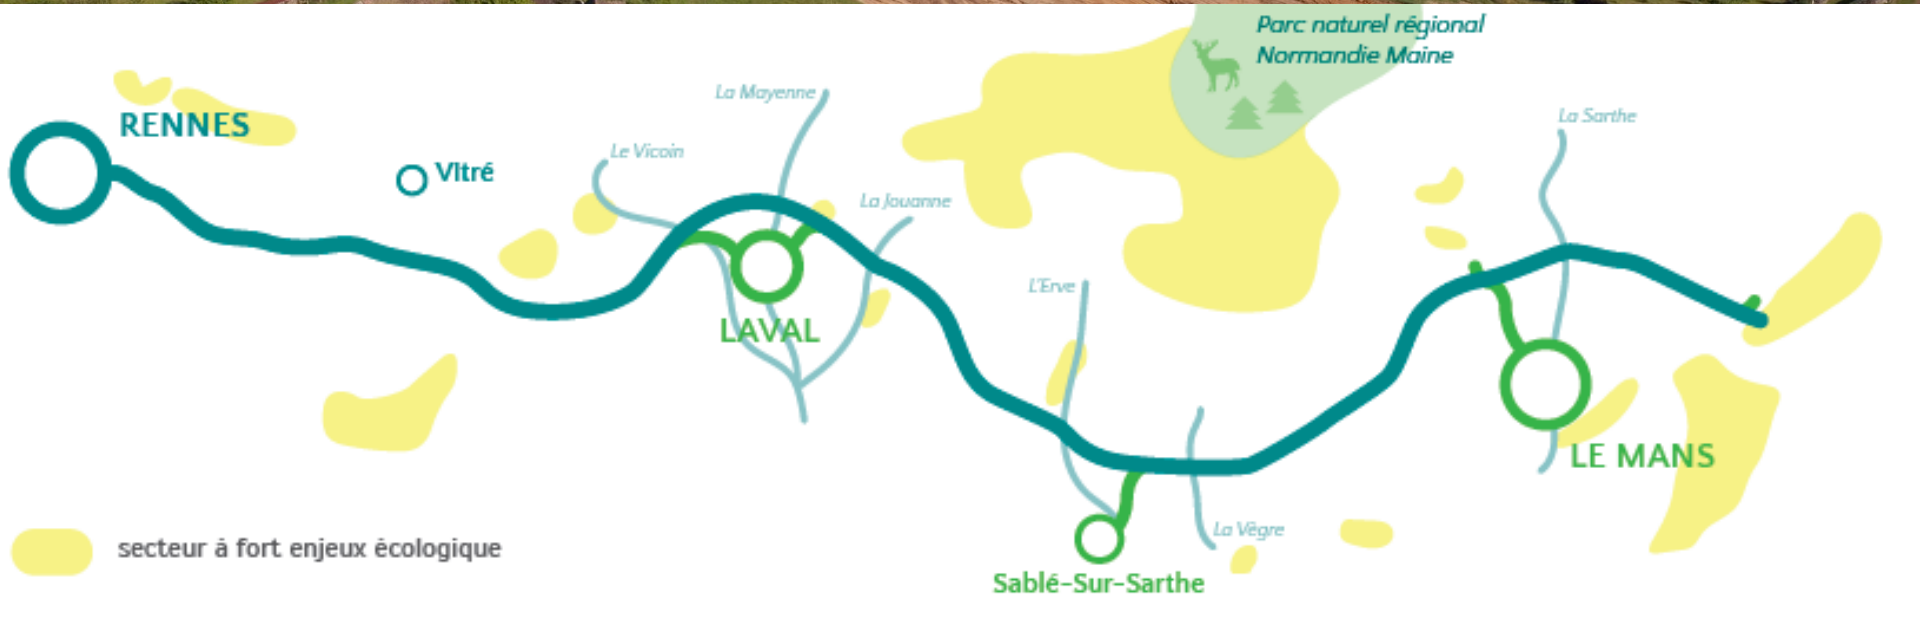 Parc naturel régional
Normandie Maine
La Mayenne
La Sarthe
RENNES
Le Vicoin
VItré
La Jouanne
L'Erve
LAVAL
LE MANS
La Vègre
secteur à fort enjeux écologique
Sablé-Sur-Sarthe